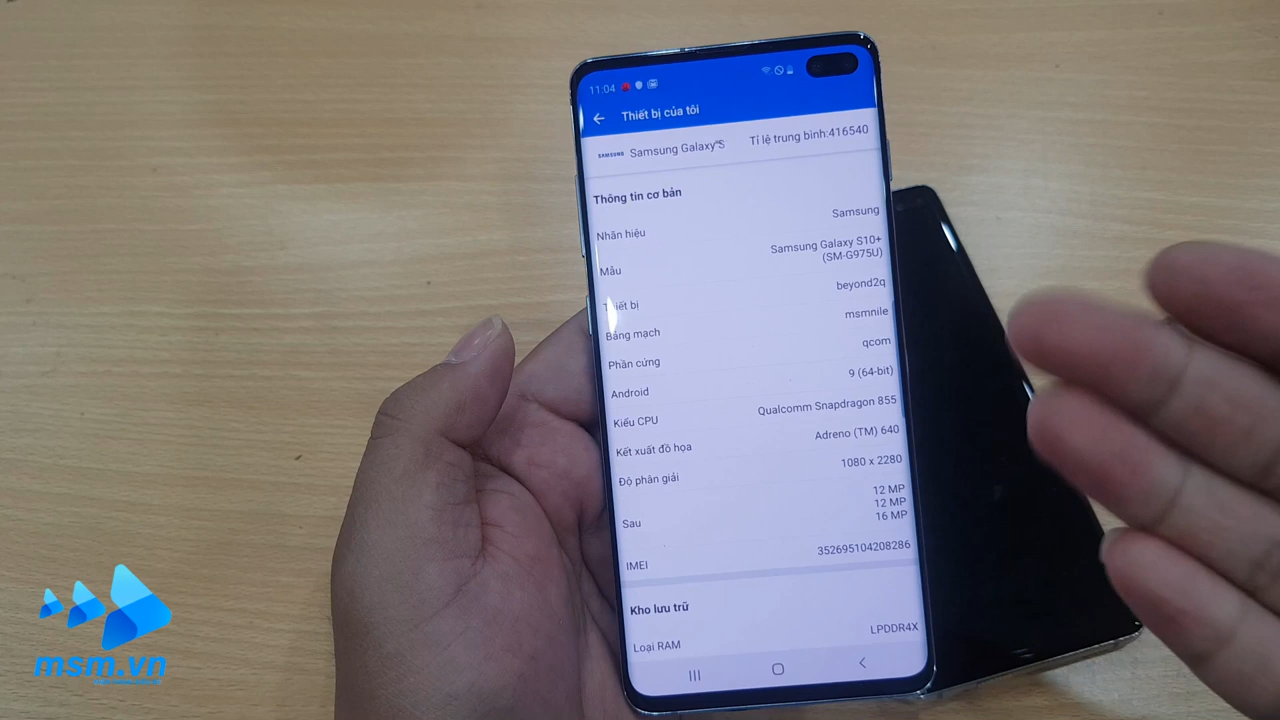 11:04
Thiết bị của tôi
SAMSUNG Samsung Galaxy S Tỉ lệ trung bình:416540
Thông tin cơ bản
Nhãn hiệu Samsung
Mẫu Samsung Galaxy S10+
(SM-G975U)
Thiết bị beyond2q
Bảng mạch msmnile
Phần cứng qcom
Android 9 (64-bit)
Kiểu CPU Qualcomm Snapdragon 855
Kết xuất đồ họa Adreno (TM) 640
Độ phân giải 1080 x 2280
Sau 12 MP
12 MP
16 MP
IMEI 352695104208286
Kho lưu trữ
Loại RAM LPDDR4X
msm.vn